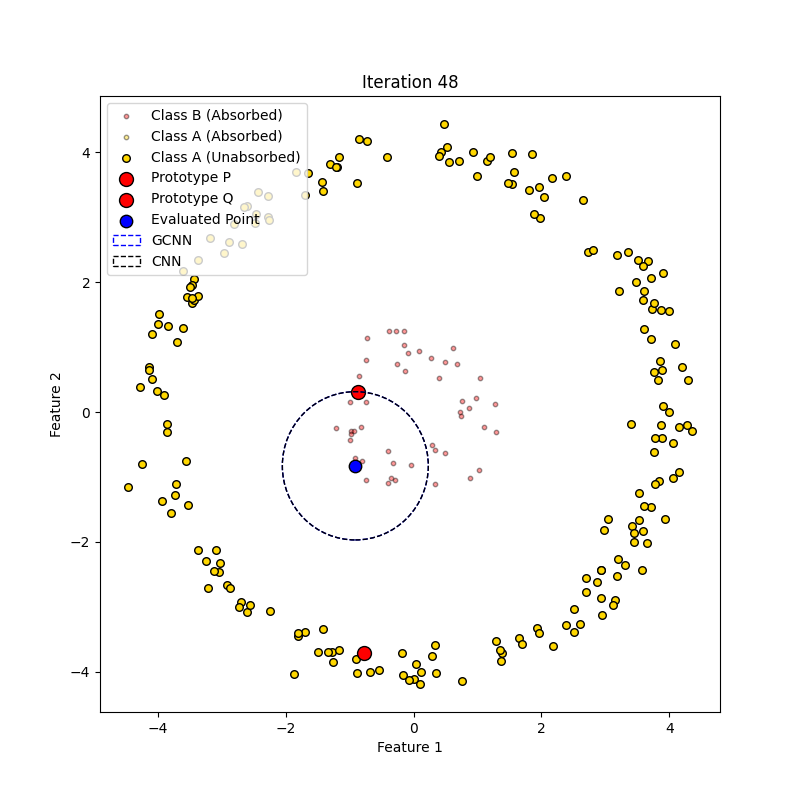 Iteration 48
Class B (Absorbed)
Class A (Absorbed)
Class A (Unabsorbed)
Prototype P
Prototype Q
Evaluated Point
GCNN
CNN
4
2
0
−2
−4
Feature 2
−4
−2
0
2
4
Feature 1